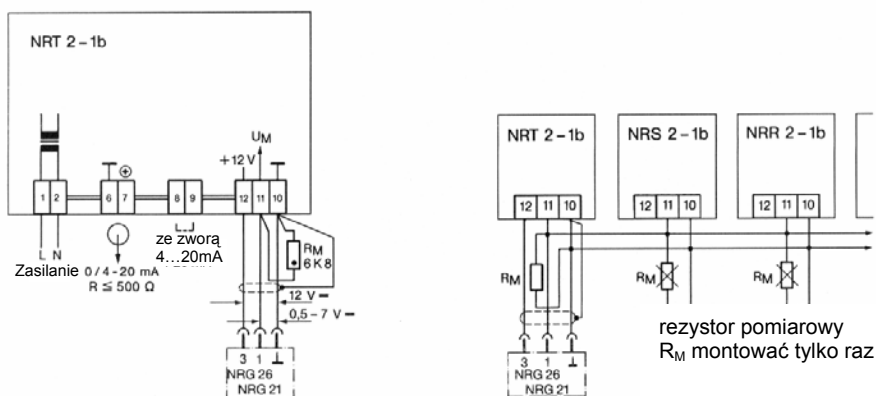 NRT 2-1b
U_M
+12V
1 2 6 7 8 9 12 11 10
L N
Zasilanie
0/4-20 mA
R ≤ 500 Ω
ze zworą
4…20mA
R_M
6K8
12 V
0,5-7 V
3 1
NRG 26
NRG 21
NRT 2-1b
NRS 2-1b
NRR 2-1b
12 11 10
12 11 10
12 11 10
R_M
R_M
R_M
3 1
NRG 26
NRG 21
rezystor pomiarowy
R_M montować tylko raz